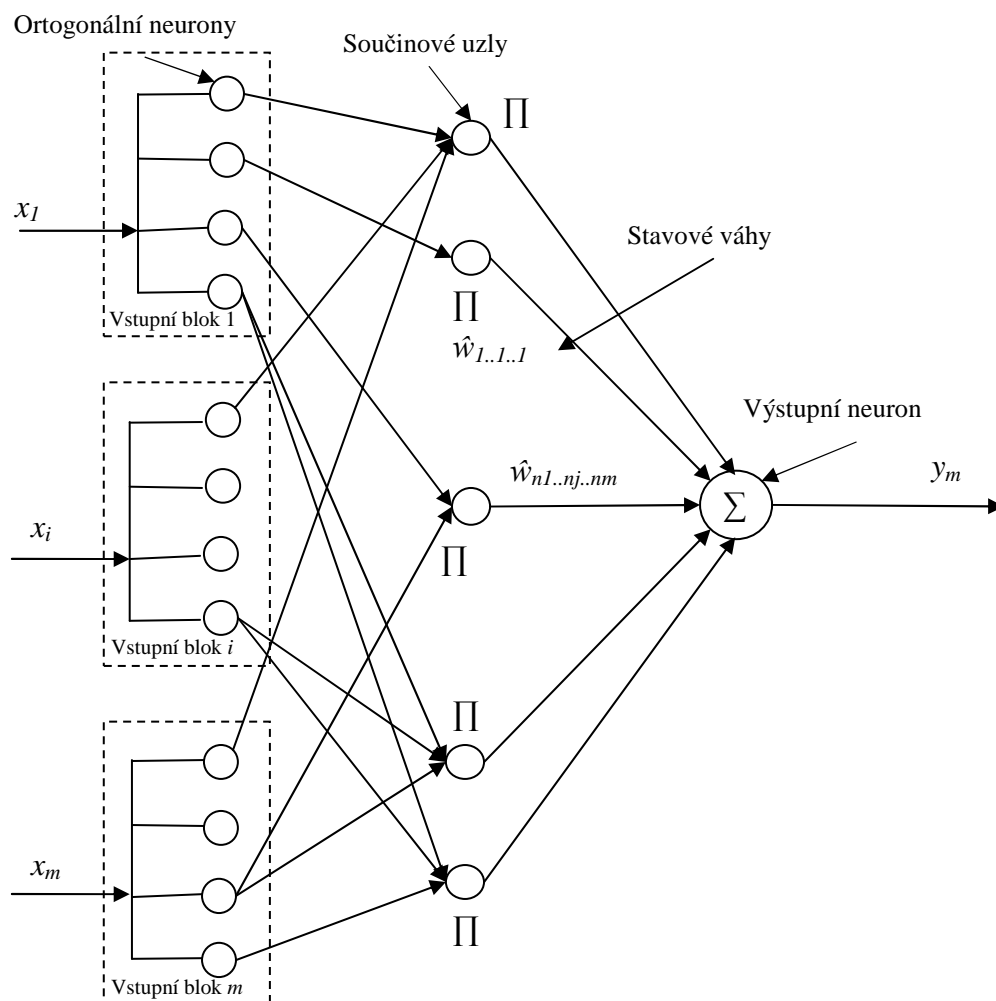 Ortogonální neurony
Součinové uzly
∏
x1
Stavové váhy
Vstupní blok 1
∏
ŵ1..1..1
Výstupní neuron
ŵn1..nj..nm
ym
∑
xi
∏
Vstupní blok i
∏
xm
∏
Vstupní blok m